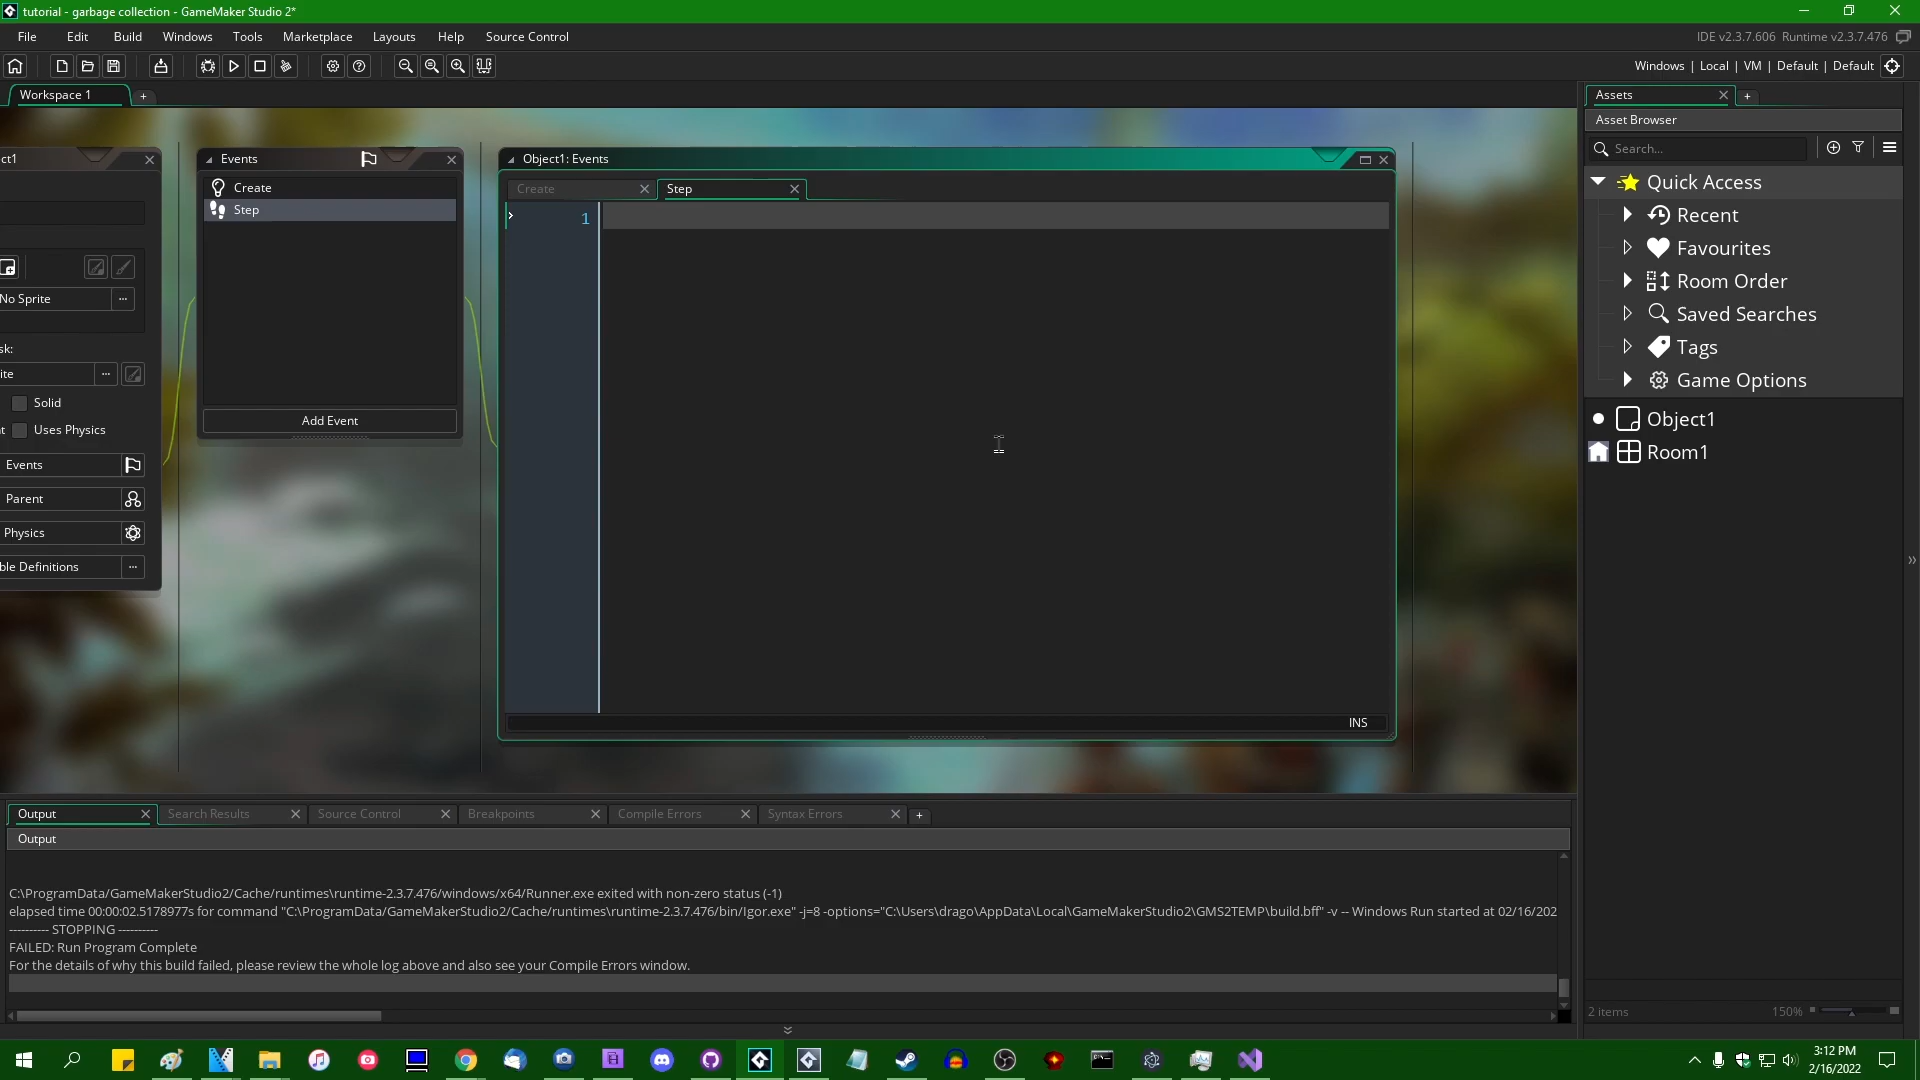 tutorial - garbage collection - GameMaker Studio 2*
File Edit Build Windows Tools Marketplace Layouts Help Source Control
IDE v2.3.7.606 Runtime v2.3.7.476
Windows | Local | VM | Default | Default
Workspace 1
Assets
Asset Browser
Search...
Quick Access
Recent
Favourites
Room Order
Saved Searches
Tags
Game Options
Object1
Room1
2 items
150%
ct1
No Sprite
sk:
ite
Solid
t Uses Physics
Events
Parent
Physics
ble Definitions
Events
Create
Step
Add Event
Object1: Events
Create
Step
1
INS
Output
Search Results
Source Control
Breakpoints
Compile Errors
Syntax Errors
Output
C:\ProgramData/GameMakerStudio2/Cache/runtimes\runtime-2.3.7.476/windows/x64/Runner.exe exited with non-zero status (-1)
elapsed time 00:00:02.5178977s for command "C:\ProgramData/GameMakerStudio2/Cache/runtimes\runtime-2.3.7.476/bin/Igor.exe" -j=8 -options="C:\Users\drago\AppData\Local\GameMakerStudio2\GMS2TEMP\build.bff" -v -- Windows Run started at 02/16/202
---------- STOPPING ----------
FAILED: Run Program Complete
For the details of why this build failed, please review the whole log above and also see your Compile Errors window.
3:12 PM
2/16/2022